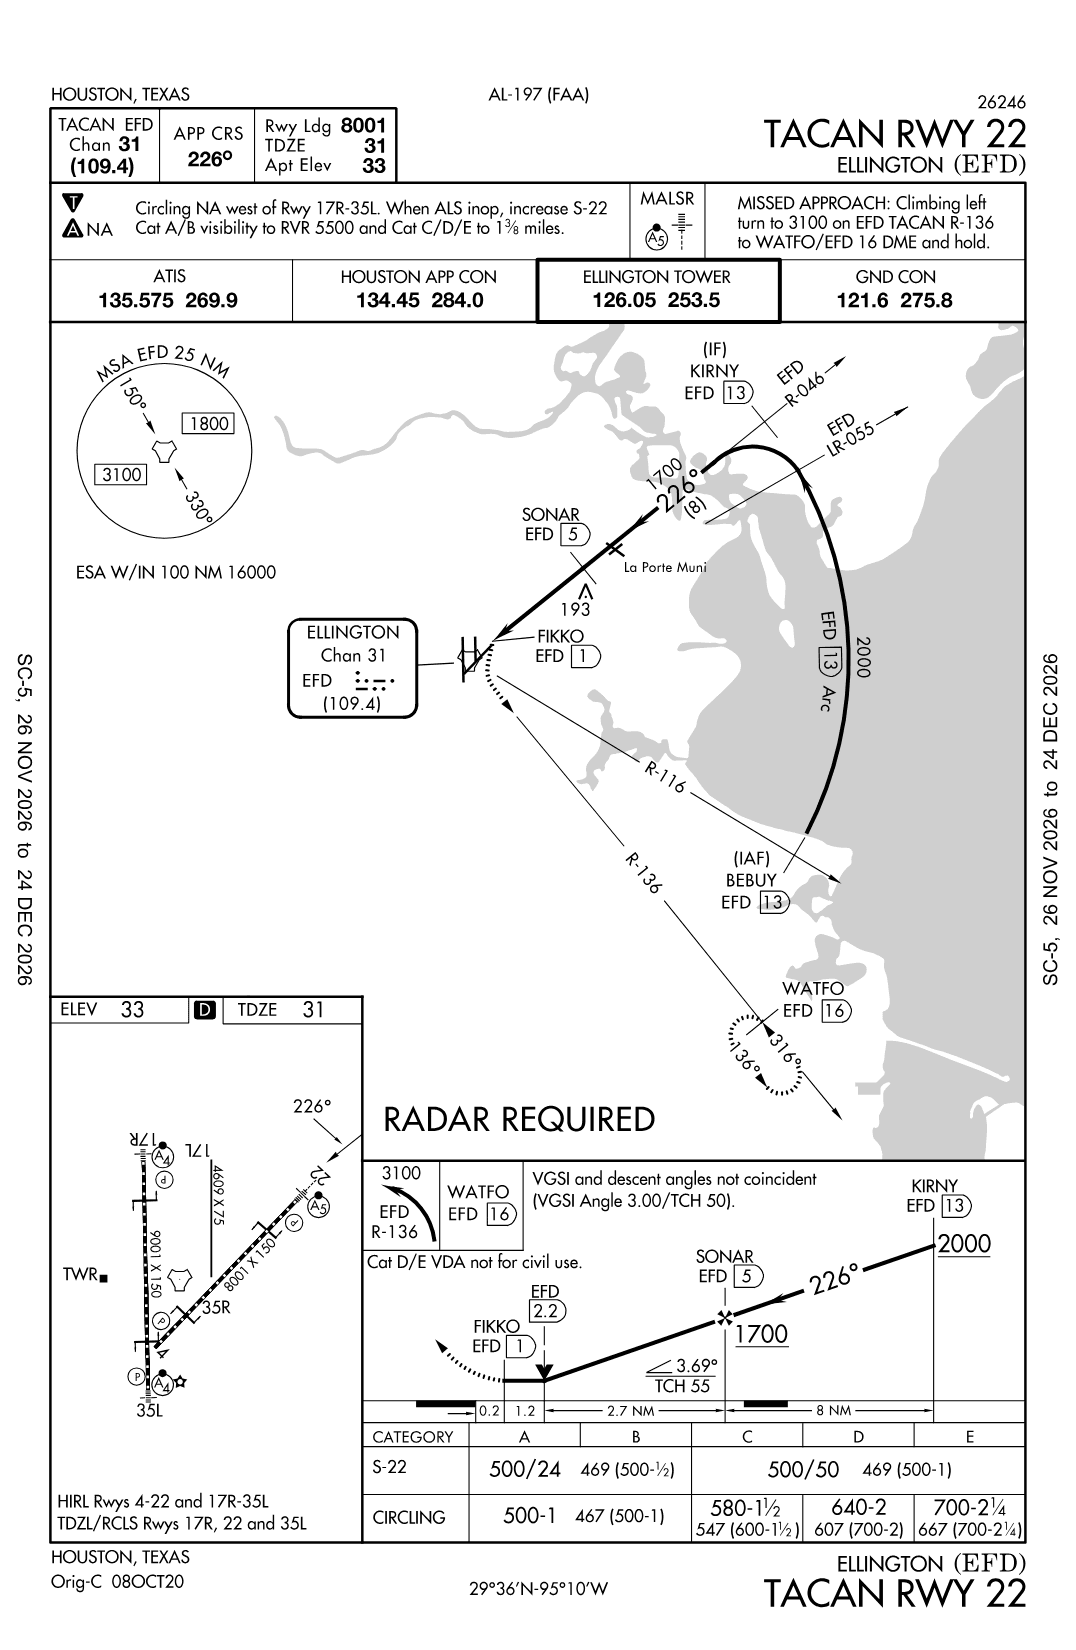 HOUSTON, TEXAS
AL-197 (FAA)
26246
TACAN RWY 22
ELLINGTON (EFD)
TACAN EFD
Chan 31
(109.4)
APP CRS
226°
Rwy Ldg 8001
TDZE 31
Apt Elev 33
T
A NA
Circling NA west of Rwy 17R-35L. When ALS inop, increase S-22
Cat A/B visibility to RVR 5500 and Cat C/D/E to 1⅜ miles.
MALSR
A5
MISSED APPROACH: Climbing left
turn to 3100 on EFD TACAN R-136
to WATFO/EFD 16 DME and hold.
ATIS
135.575 269.9
HOUSTON APP CON
134.45 284.0
ELLINGTON TOWER
126.05 253.5
GND CON
121.6 275.8
MSA EFD 25 NM
150°
1800
3100
330°
ESA W/IN 100 NM 16000
(IF)
KIRNY
EFD 13
EFD
R-046
EFD
LR-055
1700
226°
(8)
SONAR
EFD 5
La Porte Muni
193
FIKKO
EFD 1
ELLINGTON
Chan 31
EFD
(109.4)
EFD 13 Arc
2000
R-116
R-136
(IAF)
BEBUY
EFD 13
WATFO
EFD 16
316°
136°
RADAR REQUIRED
SC-5, 26 NOV 2026 to 24 DEC 2026
SC-5, 26 NOV 2026 to 24 DEC 2026
ELEV 33
D
TDZE 31
226°
17R
A4
P
17L
4609 X 75
22
A5
P
9001 X 150
8001 X 150
TWR
35R
P
4
P
A4
35L
HIRL Rwys 4-22 and 17R-35L
TDZL/RCLS Rwys 17R, 22 and 35L
3100
EFD
R-136
WATFO
EFD 16
VGSI and descent angles not coincident
(VGSI Angle 3.00/TCH 50).
Cat D/E VDA not for civil use.
KIRNY
EFD 13
2000
226°
SONAR
EFD 5
1700
EFD
2.2
FIKKO
EFD 1
3.69°
TCH 55
0.2
1.2
2.7 NM
8 NM
CATEGORY A B C D E
S-22 500/24 469 (500-½) 500/50 469 (500-1)
CIRCLING 500-1 467 (500-1) 580-1½ 640-2 700-2¼
547 (600-1½) 607 (700-2) 667 (700-2¼)
HOUSTON, TEXAS
Orig-C 08OCT20
29°36'N-95°10'W
ELLINGTON (EFD)
TACAN RWY 22